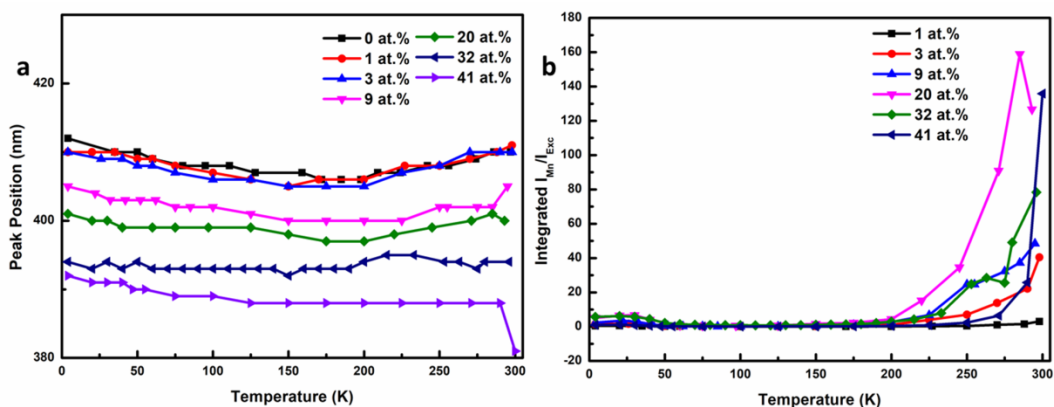 a
0 at.%
1 at.%
3 at.%
9 at.%
20 at.%
32 at.%
41 at.%
420
400
380
Peak Position (nm)
0 50 100 150 200 250 300
Temperature (K)
b
1 at.%
3 at.%
9 at.%
20 at.%
32 at.%
41 at.%
180
160
140
120
100
80
60
40
20
0
-20
Integrated I_Mn/I_Exc
0 50 100 150 200 250 300
Temperature (K)